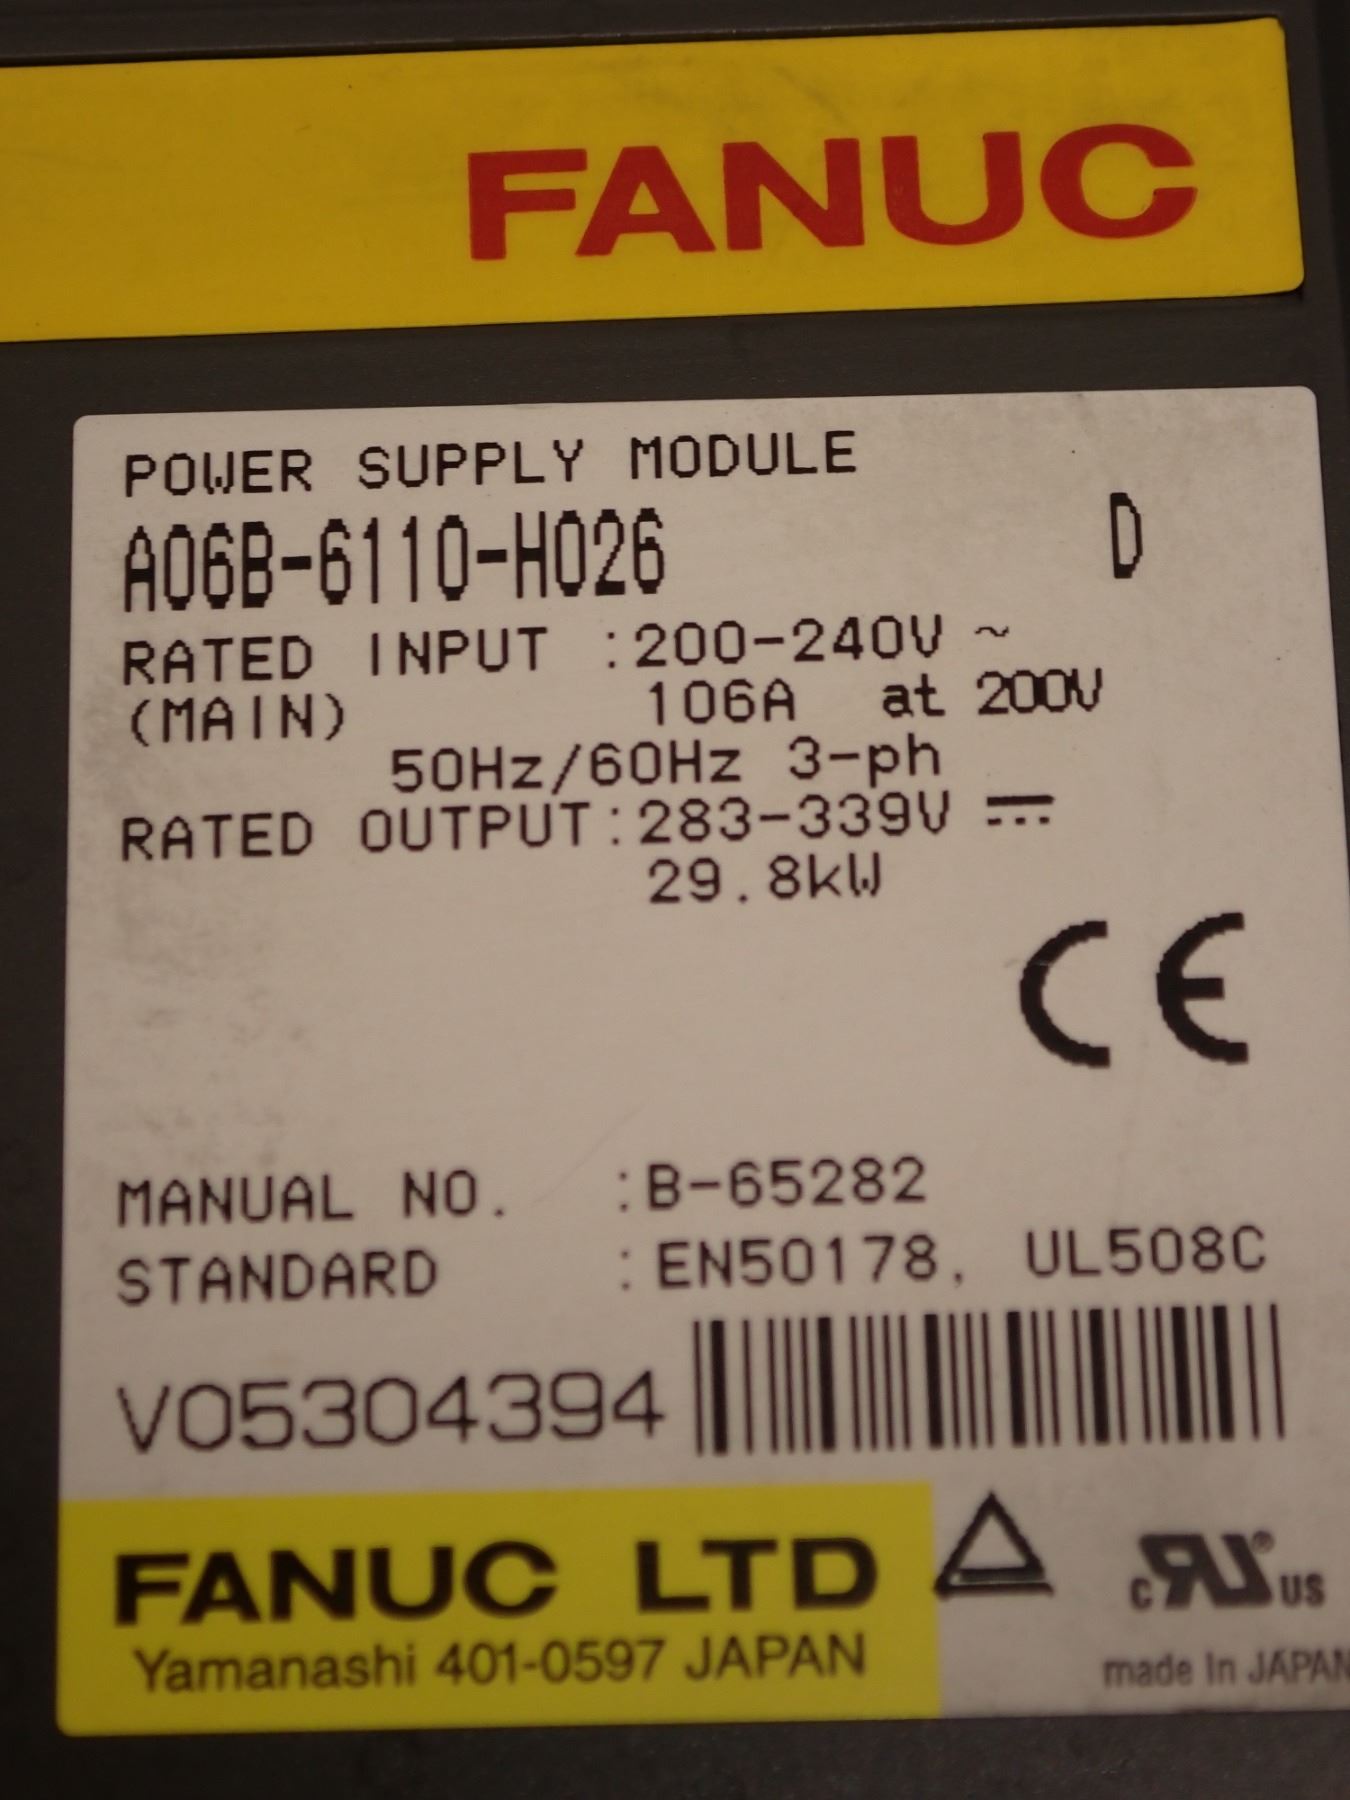 FANUC
POWER SUPPLY MODULE
A06B-6110-H026 D
RATED INPUT :200-240V ~
(MAIN) 106A at 200V
50Hz/60Hz 3-ph
RATED OUTPUT:283-339V ⎓
29.8kW
CE
MANUAL NO. :B-65282
STANDARD :EN50178, UL508C
V05304394
FANUC LTD
Yamanashi 401-0597 JAPAN
c RU ® US
made In JAPAN